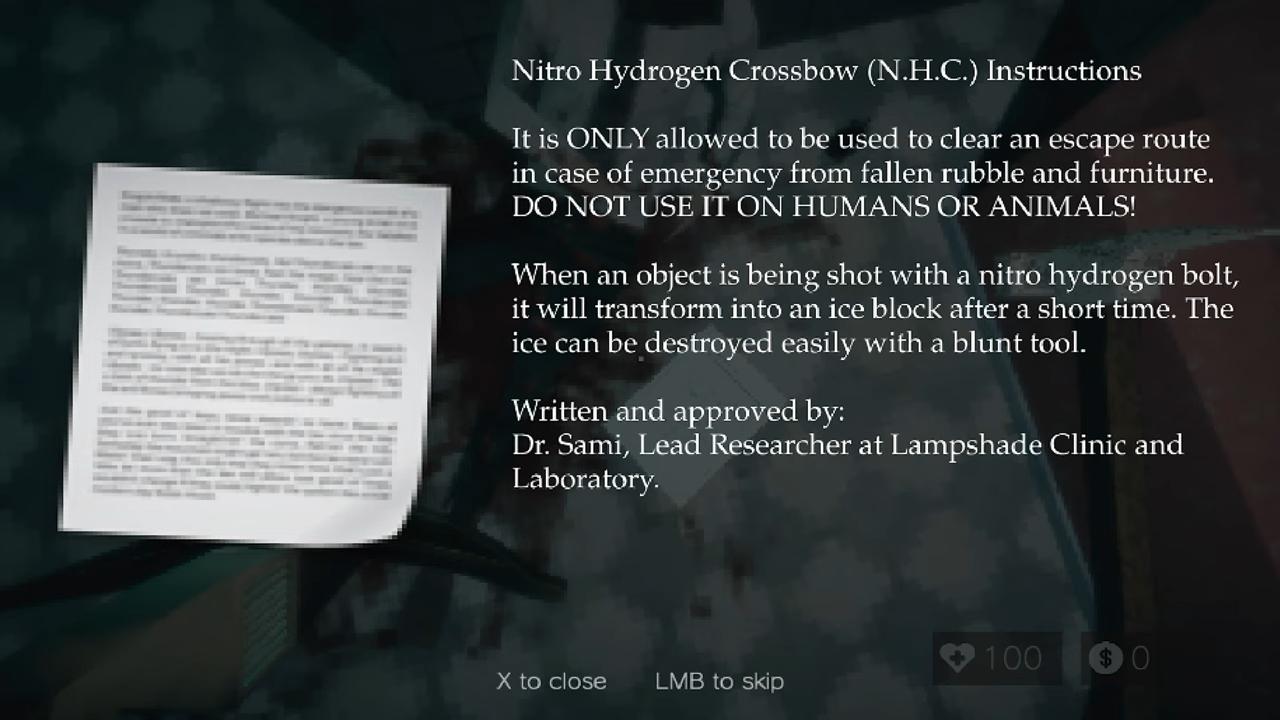 Nitro Hydrogen Crossbow (N.H.C.) Instructions
It is ONLY allowed to be used to clear an escape route
in case of emergency from fallen rubble and furniture.
DO NOT USE IT ON HUMANS OR ANIMALS!
When an object is being shot with a nitro hydrogen bolt,
it will transform into an ice block after a short time. The
ice can be destroyed easily with a blunt tool.
Written and approved by:
Dr. Sami, Lead Researcher at Lampshade Clinic and
Laboratory.
100 $ 0
X to close LMB to skip